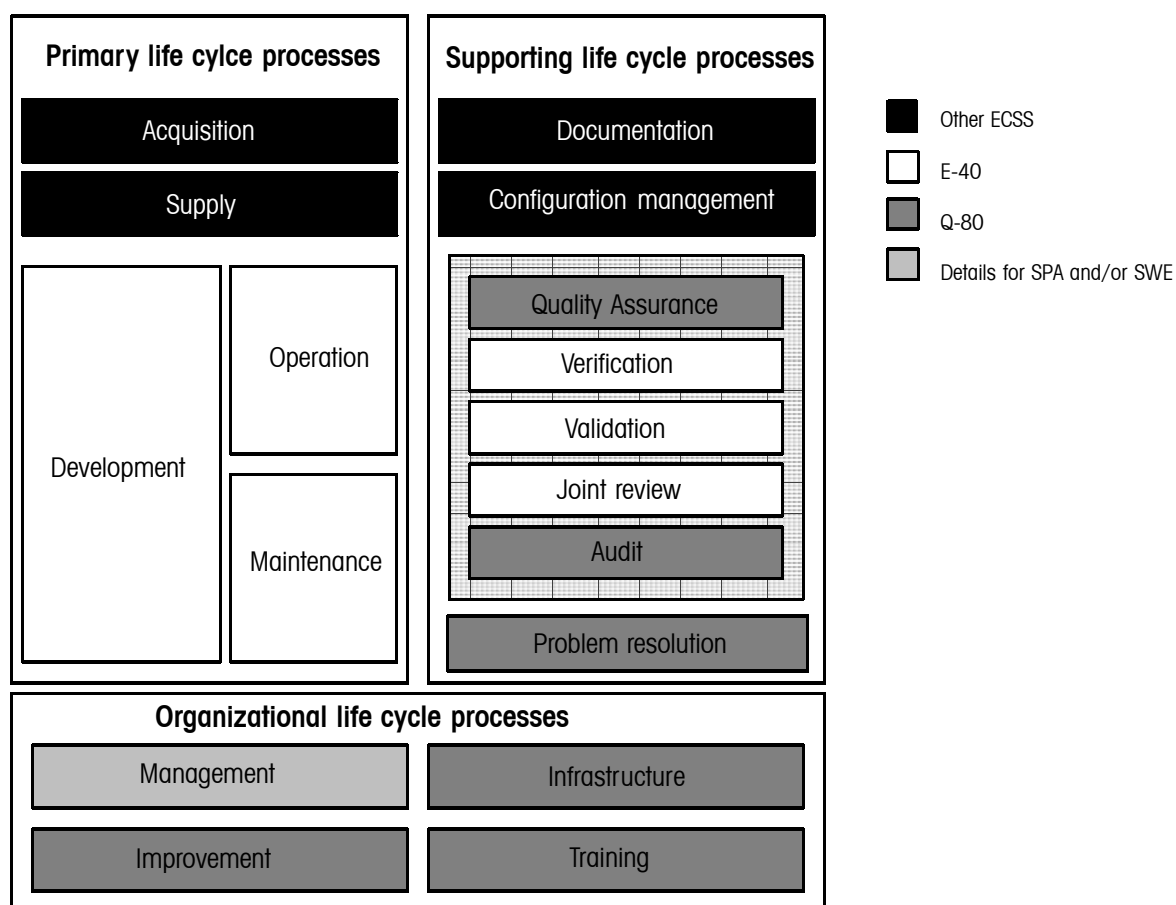 Primary life cylce processes
Acquisition
Supply
Development
Operation
Maintenance
Supporting life cycle processes
Documentation
Configuration management
Quality Assurance
Verification
Validation
Joint review
Audit
Problem resolution
Organizational life cycle processes
Management
Infrastructure
Improvement
Training
Other ECSS
E-40
Q-80
Details for SPA and/or SWE